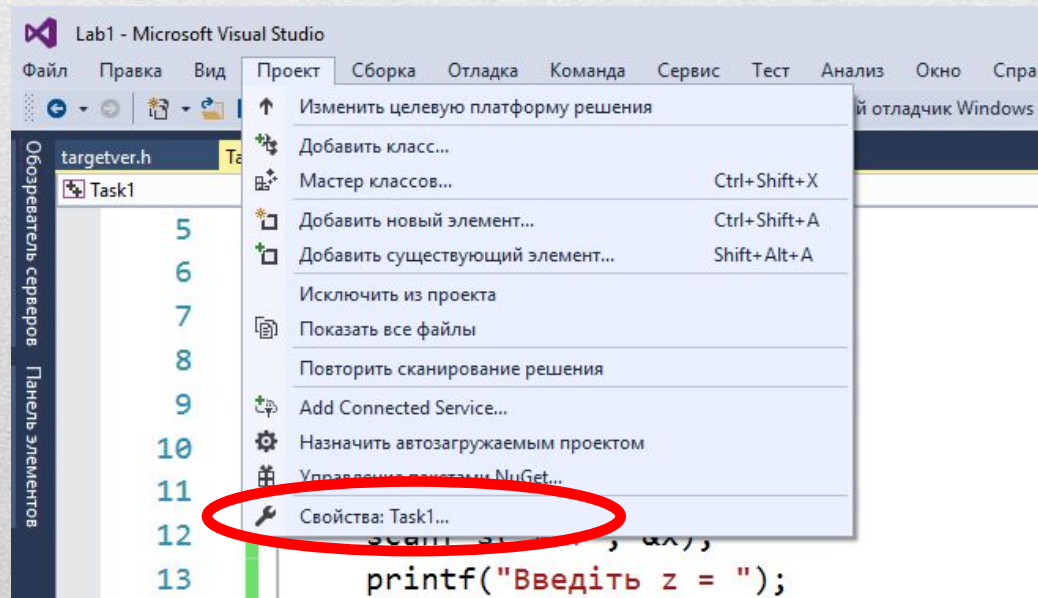 Lab1 - Microsoft Visual Studio
Файл Правка Вид Проект Сборка Отладка Команда Сервис Тест Анализ Окно Спра
й отладчик Windows
Изменить целевую платформу решения
Добавить класс...
Мастер классов... Ctrl+Shift+X
Добавить новый элемент... Ctrl+Shift+A
Добавить существующий элемент... Shift+Alt+A
Исключить из проекта
Показать все файлы
Повторить сканирование решения
Add Connected Service...
Назначить автозагружаемым проектом
Управление пакетами NuGet...
Свойства: Task1...
Обозреватель серверов
Панель элементов
targetver.h Ta
Task1
5
6
7
8
9
10
11
12 &x);
13 printf("Введіть z = ");